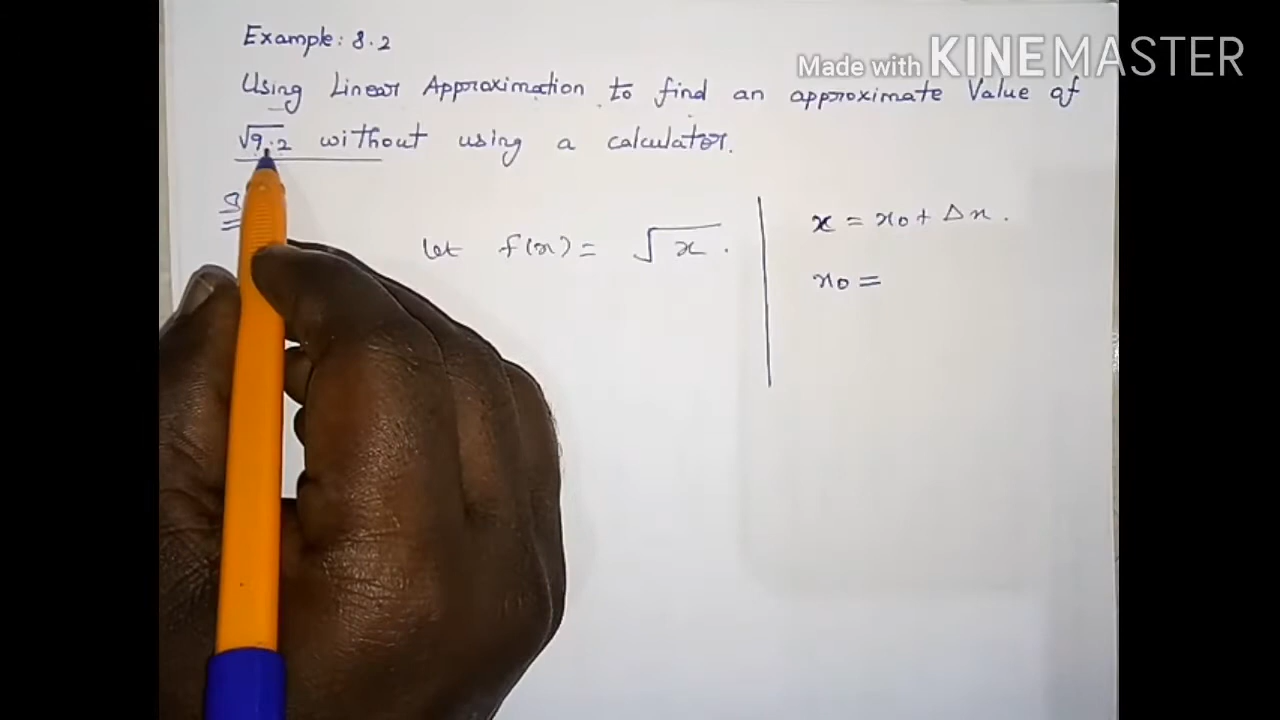 Example: 8.2
Made with KINEMASTER
Using Linear Approximation to find an approximate Value of
√9.2 without using a calculator.
let f(x) = √x.
x = x₀ + Δx.
x₀ =